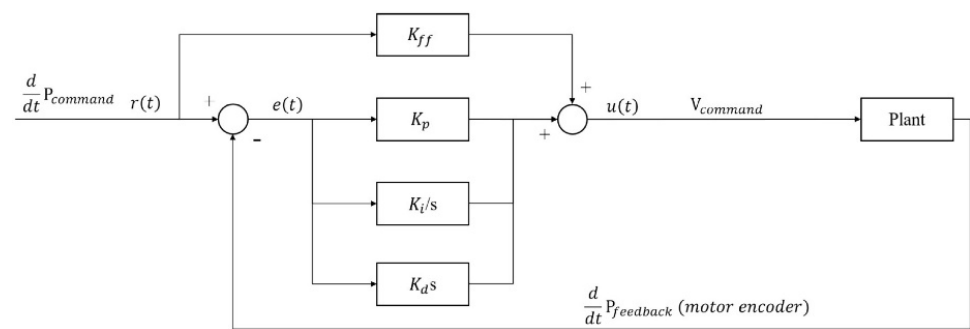 K_ff
+
d/dt P_command r(t) + e(t) K_p + u(t) V_command Plant
-
K_i/s
K_d s
d/dt P_feedback (motor encoder)